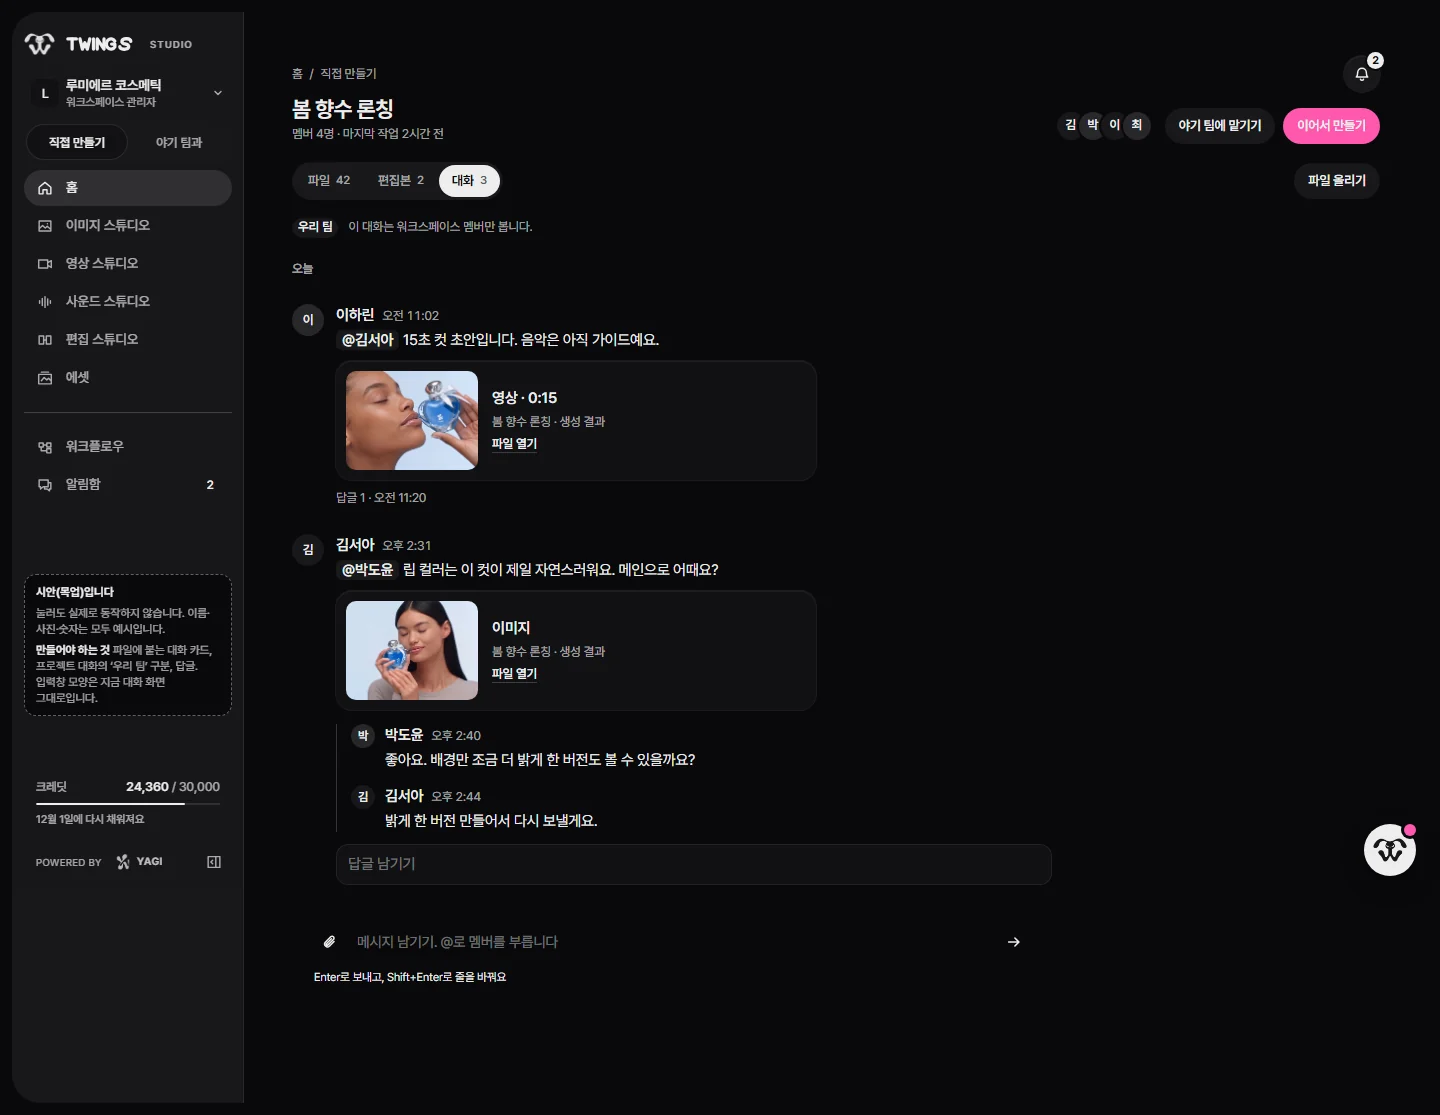 TWINGS STUDIO
L
루미에르 코스메틱
워크스페이스 관리자
직접 만들기
야기 팀과
홈
이미지 스튜디오
영상 스튜디오
사운드 스튜디오
편집 스튜디오
에셋
워크플로우
알림함 2
시안(목업)입니다
눌러도 실제로 동작하지 않습니다. 이름·
사진·숫자는 모두 예시입니다.
만들어야 하는 것 파일에 붙는 대화 카드,
프로젝트 대화의 '우리 팀' 구분, 답글.
입력창 모양은 지금 대화 화면
그대로입니다.
크레딧 24,360 / 30,000
12월 1일에 다시 채워져요
POWERED BY YAGI
홈 / 직접 만들기
2
봄 향수 론칭
멤버 4명 · 마지막 작업 2시간 전
김 박 이 최
야기 팀에 맡기기
이어서 만들기
파일 42
편집본 2
대화 3
파일 올리기
우리 팀 이 대화는 워크스페이스 멤버만 봅니다.
오늘
이
이하린 오전 11:02
@김서아 15초 컷 초안입니다. 음악은 아직 가이드예요.
영상 · 0:15
봄 향수 론칭 · 생성 결과
파일 열기
답글 1 · 오전 11:20
김
김서아 오후 2:31
@박도윤 립 컬러는 이 컷이 제일 자연스러워요. 메인으로 어때요?
이미지
봄 향수 론칭 · 생성 결과
파일 열기
박
박도윤 오후 2:40
좋아요. 배경만 조금 더 밝게 한 버전도 볼 수 있을까요?
김
김서아 오후 2:44
밝게 한 버전 만들어서 다시 보낼게요.
답글 남기기
메시지 남기기. @로 멤버를 부릅니다
Enter로 보내고, Shift+Enter로 줄을 바꿔요